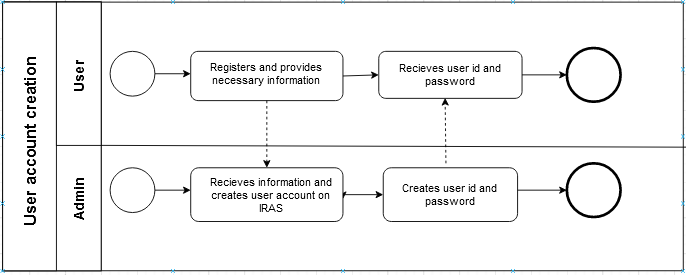 User account creation
User
Registers and provides
necessary information
Recieves user id and
password
Admin
Recieves information and
creates user account on
IRAS
Creates user id and
password